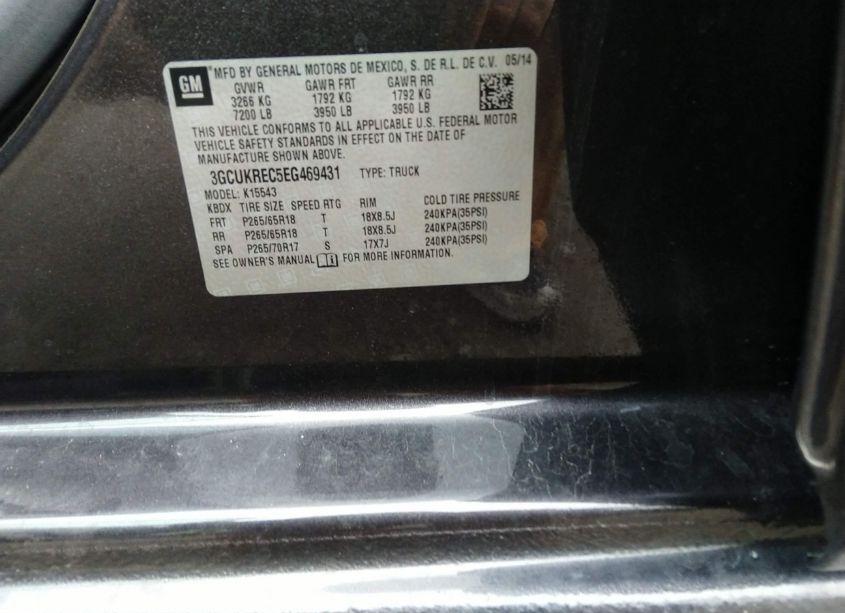 GM MFD BY GENERAL MOTORS DE MEXICO, S. DE R.L. DE C.V. 05/14
GVWR GAWR FRT GAWR RR
3266 KG 1792 KG 1792 KG
7200 LB 3950 LB 3950 LB
THIS VEHICLE CONFORMS TO ALL APPLICABLE U.S. FEDERAL MOTOR
VEHICLE SAFETY STANDARDS IN EFFECT ON THE DATE OF
MANUFACTURE SHOWN ABOVE.
3GCUKREC5EG469431 TYPE: TRUCK
MODEL: K15543
KBDX TIRE SIZE SPEED RTG RIM COLD TIRE PRESSURE
FRT P265/65R18 T 18X8.5J 240KPA(35PSI)
RR P265/65R18 T 18X8.5J 240KPA(35PSI)
SPA P265/70R17 S 17X7J 240KPA(35PSI)
SEE OWNER'S MANUAL FOR MORE INFORMATION.